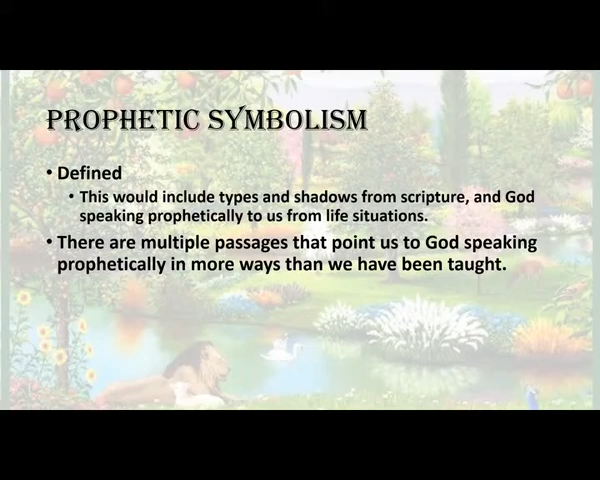 PROPHETIC SYMBOLISM
• Defined
• This would include types and shadows from scripture, and God
speaking prophetically to us from life situations.
• There are multiple passages that point us to God speaking
prophetically in more ways than we have been taught.